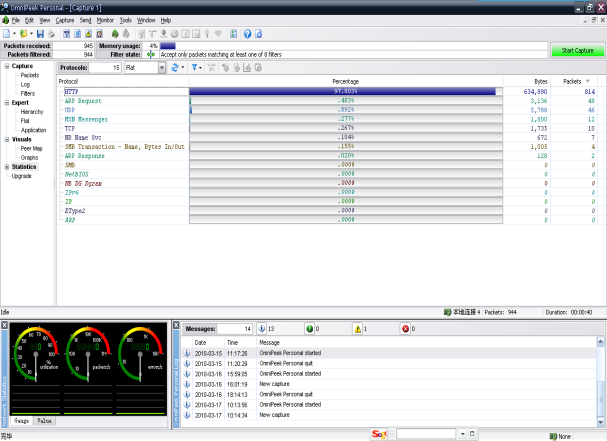 OmniPeek Personal - [Capture 1]
File Edit View Capture Send Monitor Tools Window Help
Packets received: 945 Memory usage: 4%
Packets filtered: 944 Filter state: Accept only packets matching at least one of 8 filters
Start Capture
Capture
Packets
Log
Filters
Expert
Hierarchy
Flat
Application
Visuals
Peer Map
Graphs
Statistics
Upgrade
Protocols: 15 Flat
Protocol Percentage Bytes Packets
HTTP 97.803% 634,890 814
ARP Request .483% 3,136 49
UDP .892% 5,788 46
MSN Messenger .277% 1,800 12
TCP .267% 1,735 10
NB Name Svc .104% 672 7
SMB Transaction - Name, Bytes In/Out .155% 1,005 4
ARP Response .020% 128 2
SMB .000% 0 0
NetBIOS .000% 0 0
NB DG Dgram .000% 0 0
IPv6 .000% 0 0
IP .000% 0 0
EType2 .000% 0 0
ARP .000% 0 0
Idle
本地连接 4 Packets: 944 Duration: 00:00:40
% utilization
packets/s
errors/s
Gauge Value
Messages: 14 13 0 1 0
Date Time Message
2010-03-15 11:17:26 OmniPeek Personal started
2010-03-15 11:20:29 OmniPeek Personal quit
2010-03-16 15:59:05 OmniPeek Personal started
2010-03-16 16:01:19 New capture
2010-03-16 18:14:13 OmniPeek Personal quit
2010-03-17 10:13:56 OmniPeek Personal started
2010-03-17 10:14:34 New capture
完毕
None